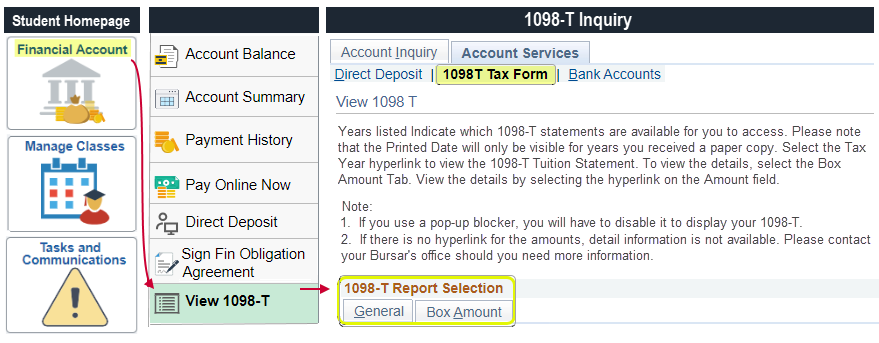 Student Homepage
Financial Account
Manage Classes
Tasks and
Communications
Account Balance
Account Summary
Payment History
Pay Online Now
Direct Deposit
Sign Fin Obligation
Agreement
View 1098-T
1098-T Inquiry
Account Inquiry
Account Services
Direct Deposit | 1098T Tax Form | Bank Accounts
View 1098 T
Years listed Indicate which 1098-T statements are available for you to access. Please note
that the Printed Date will only be visible for years you received a paper copy. Select the Tax
Year hyperlink to view the 1098-T Tuition Statement. To view the details, select the Box
Amount Tab. View the details by selecting the hyperlink on the Amount field.
Note:
1. If you use a pop-up blocker, you will have to disable it to display your 1098-T.
2. If there is no hyperlink for the amounts, detail information is not available. Please contact
your Bursar's office should you need more information.
1098-T Report Selection
General
Box Amount